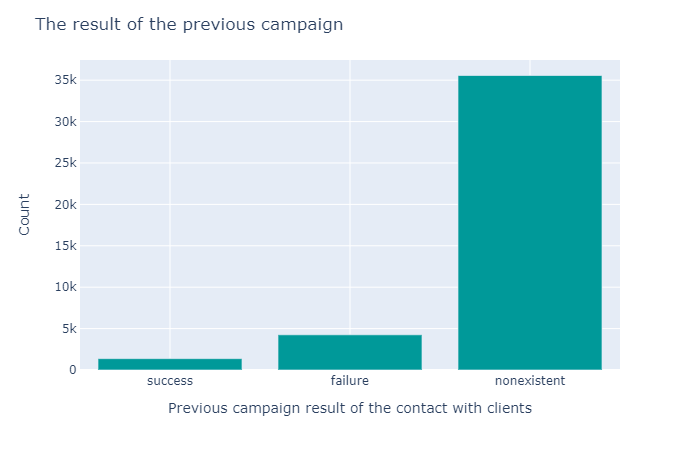 The result of the previous campaign
Count
35k
30k
25k
20k
15k
10k
5k
0
success
failure
nonexistent
Previous campaign result of the contact with clients